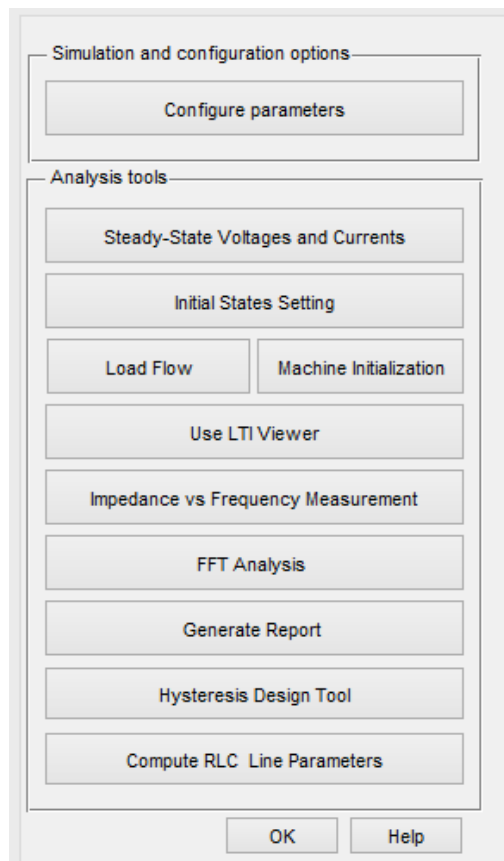 Simulation and configuration options
Configure parameters
Analysis tools
Steady-State Voltages and Currents
Initial States Setting
Load Flow Machine Initialization
Use LTI Viewer
Impedance vs Frequency Measurement
FFT Analysis
Generate Report
Hysteresis Design Tool
Compute RLC Line Parameters
OK Help